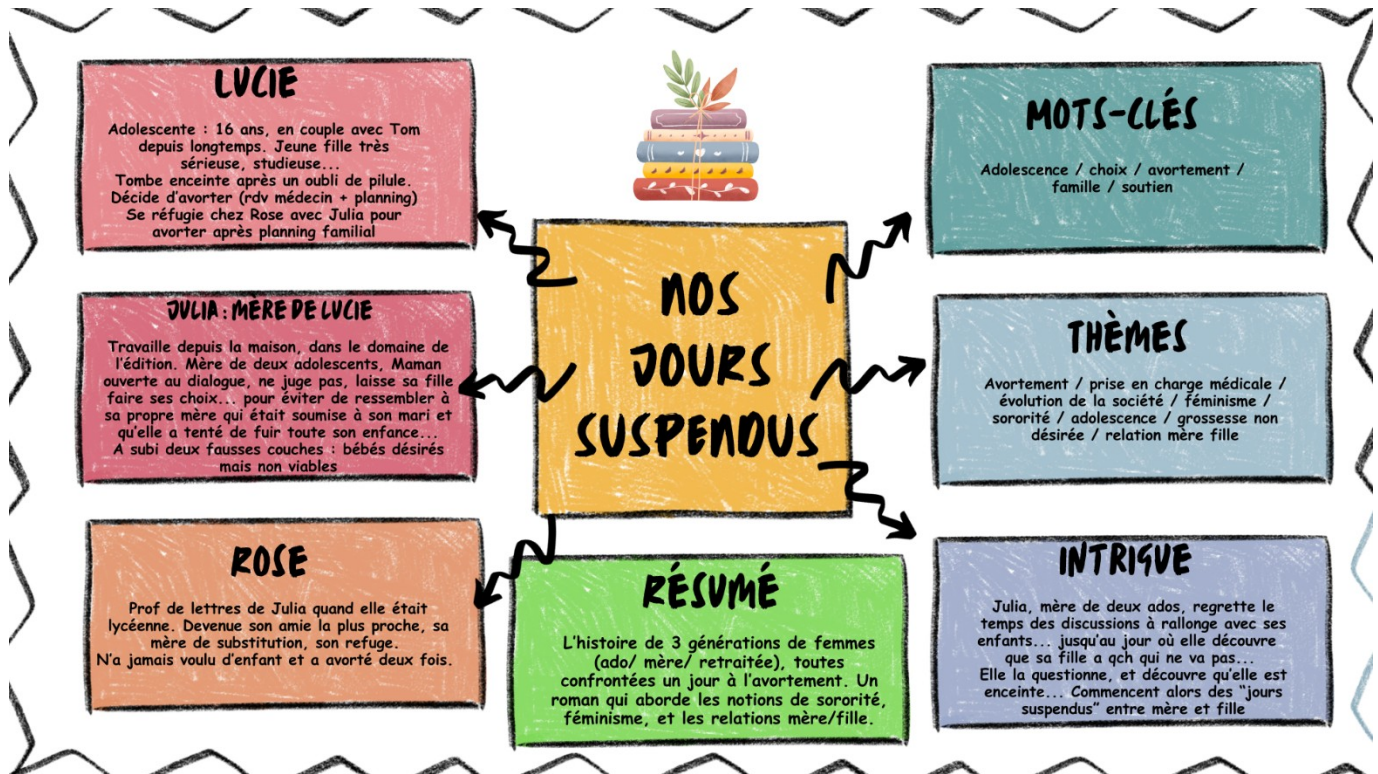 LUCIE
Adolescente : 16 ans, en couple avec Tom
depuis longtemps. Jeune fille très
sérieuse, studieuse...
Tombe enceinte après un oubli de pilule.
Décide d'avorter (rdv médecin + planning)
Se réfugie chez Rose avec Julia pour
avorter après planning familial
JULIA : MÈRE DE LUCIE
Travaille depuis la maison, dans le domaine de
l'édition. Mère de deux adolescents, Maman
ouverte au dialogue, ne juge pas, laisse sa fille
faire ses choix... pour éviter de ressembler à
sa propre mère qui était soumise à son mari et
qu'elle a tenté de fuir toute son enfance...
A subi deux fausses couches : bébés désirés
mais non viables
ROSE
Prof de lettres de Julia quand elle était
lycéenne. Devenue son amie la plus proche, sa
mère de substitution, son refuge.
N'a jamais voulu d'enfant et a avorté deux fois.
NOS
JOURS
SUSPENDUS
RÉSUMÉ
L'histoire de 3 générations de femmes
(ado/ mère/ retraitée), toutes
confrontées un jour à l'avortement. Un
roman qui aborde les notions de sororité,
féminisme, et les relations mère/fille.
MOTS-CLÉS
Adolescence / choix / avortement /
famille / soutien
THÈMES
Avortement / prise en charge médicale /
évolution de la société / féminisme /
sororité / adolescence / grossesse non
désirée / relation mère fille
INTRIGUE
Julia, mère de deux ados, regrette le
temps des discussions à rallonge avec ses
enfants... jusqu'au jour où elle découvre
que sa fille a qch qui ne va pas...
Elle la questionne, et découvre qu'elle est
enceinte... Commencent alors des "jours
suspendus" entre mère et fille